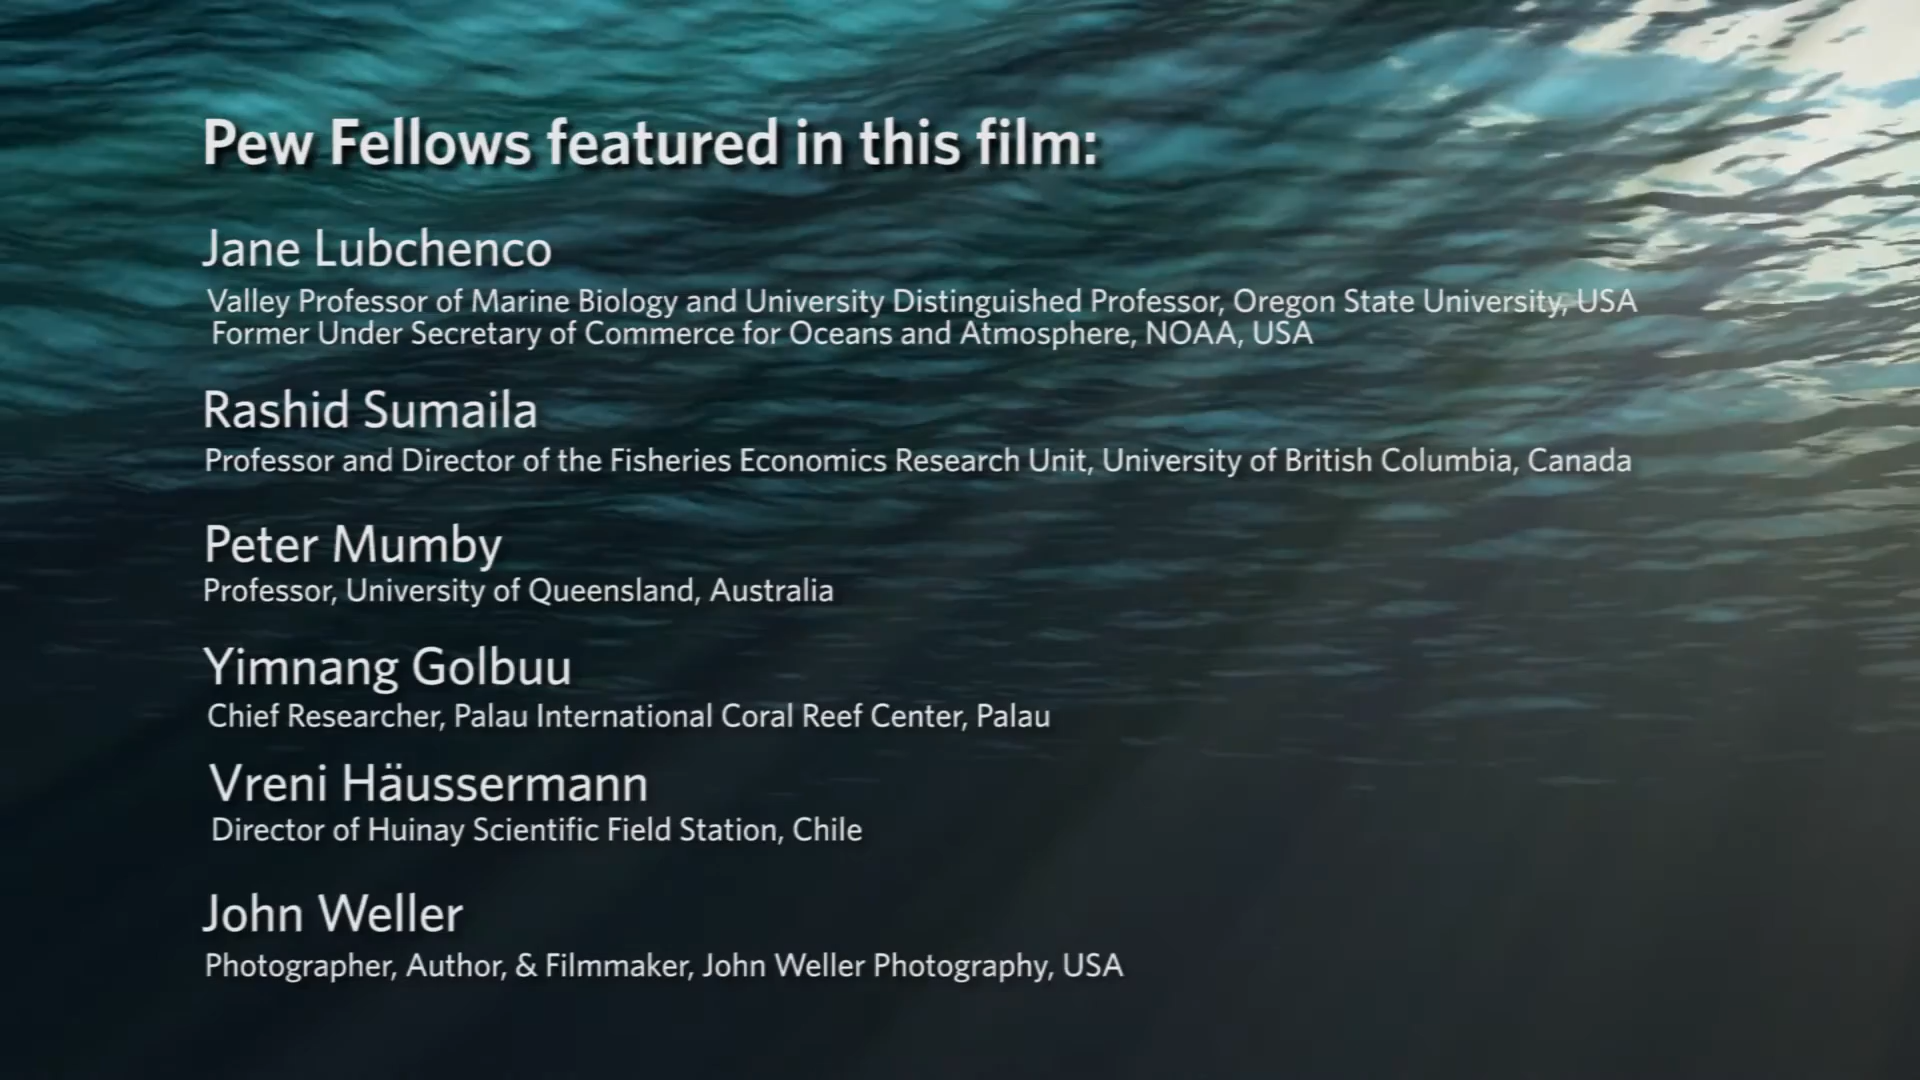 Pew Fellows featured in this film:
Jane Lubchenco
Valley Professor of Marine Biology and University Distinguished Professor, Oregon State University, USA
Former Under Secretary of Commerce for Oceans and Atmosphere, NOAA, USA
Rashid Sumaila
Professor and Director of the Fisheries Economics Research Unit, University of British Columbia, Canada
Peter Mumby
Professor, University of Queensland, Australia
Yimnang Golbuu
Chief Researcher, Palau International Coral Reef Center, Palau
Vreni Häussermann
Director of Huinay Scientific Field Station, Chile
John Weller
Photographer, Author, & Filmmaker, John Weller Photography, USA